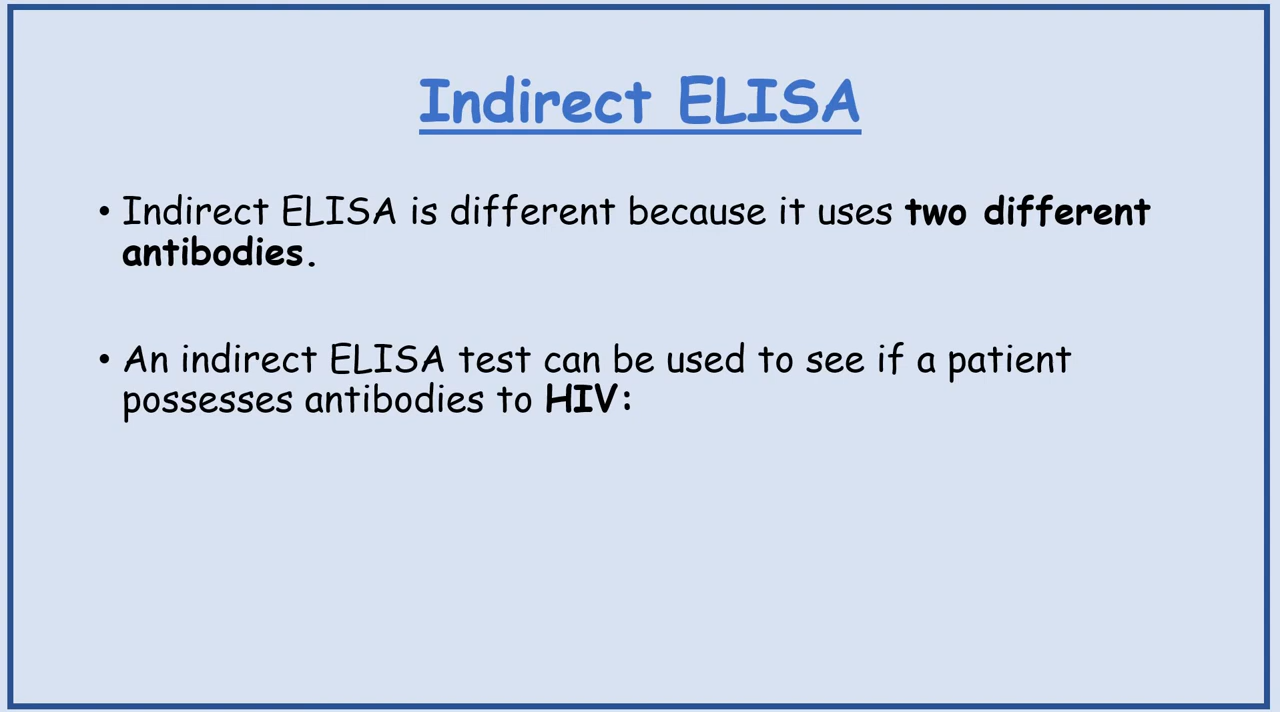 Indirect ELISA
• Indirect ELISA is different because it uses two different
antibodies.
• An indirect ELISA test can be used to see if a patient
possesses antibodies to HIV: